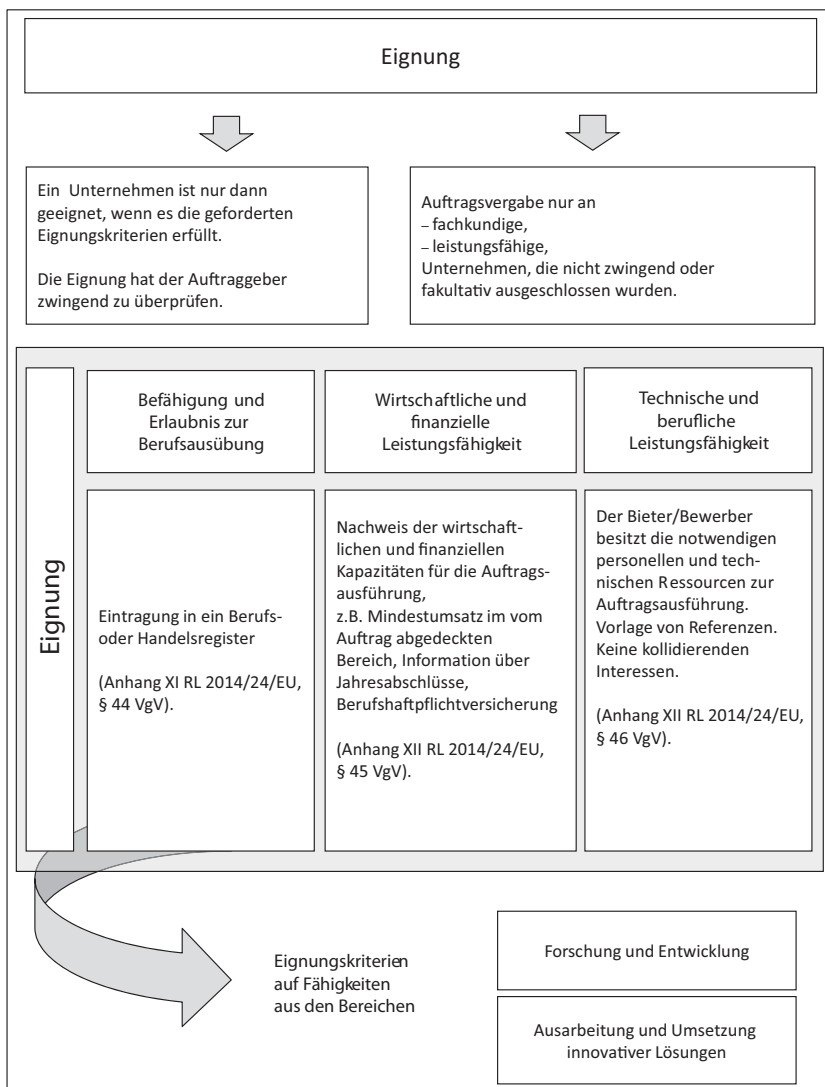 Eignung
Ein Unternehmen ist nur dann
geeignet, wenn es die geforderten
Eignungskriterien erfüllt.
Die Eignung hat der Auftraggeber
zwingend zu überprüfen.
Auftragsvergabe nur an
– fachkundige,
– leistungsfähige,
Unternehmen, die nicht zwingend oder
fakultativ ausgeschlossen wurden.
Eignung
Befähigung und
Erlaubnis zur
Berufsausübung
Eintragung in ein Berufs-
oder Handelsregister
(Anhang XI RL 2014/24/EU,
§ 44 VgV).
Wirtschaftliche und
finanzielle
Leistungsfähigkeit
Nachweis der wirtschaft-
lichen und finanziellen
Kapazitäten für die Auftrags-
ausführung,
z.B. Mindestumsatz im vom
Auftrag abgedeckten
Bereich, Information über
Jahresabschlüsse,
Berufshaftpflichtversicherung
(Anhang XII RL 2014/24/EU,
§ 45 VgV).
Technische und
berufliche
Leistungsfähigkeit
Der Bieter/Bewerber
besitzt die notwendigen
personellen und tech-
nischen Ressourcen zur
Auftragsausführung.
Vorlage von Referenzen.
Keine kollidierenden
Interessen.
(Anhang XII RL 2014/24/EU,
§ 46 VgV).
Eignungskriterien
auf Fähigkeiten
aus den Bereichen
Forschung und Entwicklung
Ausarbeitung und Umsetzung
innovativer Lösungen